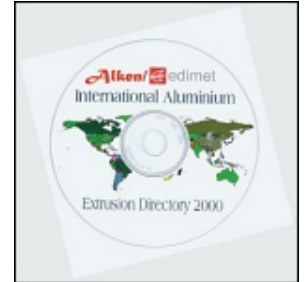 Alken/ edimet
International Aluminium
Extrusion Directory 2000